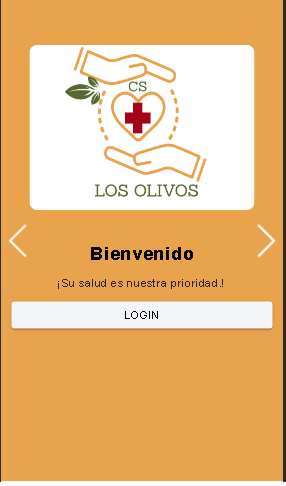 CS
LOS OLIVOS
Bienvenido
¡Su salud es nuestra prioridad.!
LOGIN